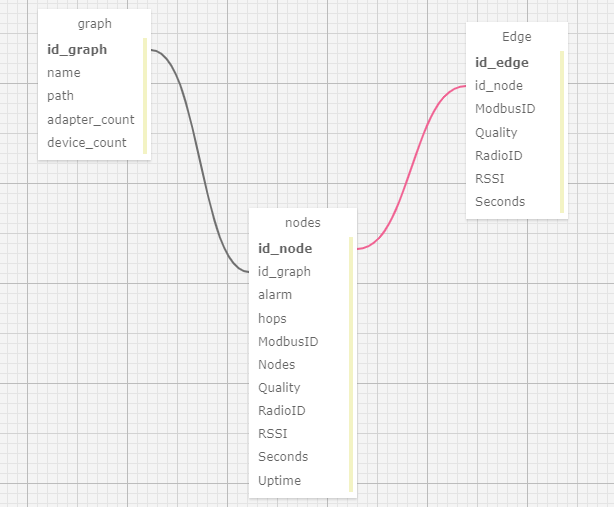 graph
id_graph
name
path
adapter_count
device_count
Edge
id_edge
id_node
ModbusID
Quality
RadioID
RSSI
Seconds
nodes
id_node
id_graph
alarm
hops
ModbusID
Nodes
Quality
RadioID
RSSI
Seconds
Uptime